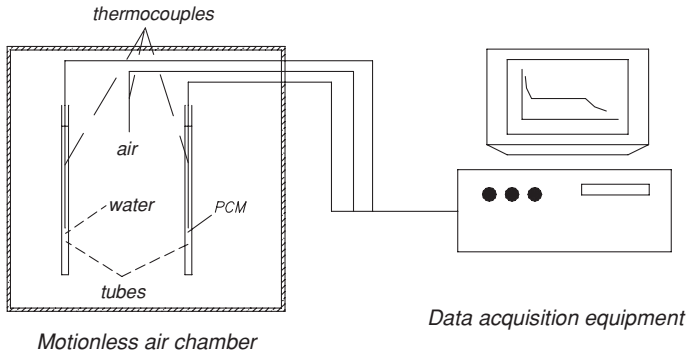 thermocouples
air
water
PCM
tubes
Motionless air chamber
Data acquisition equipment